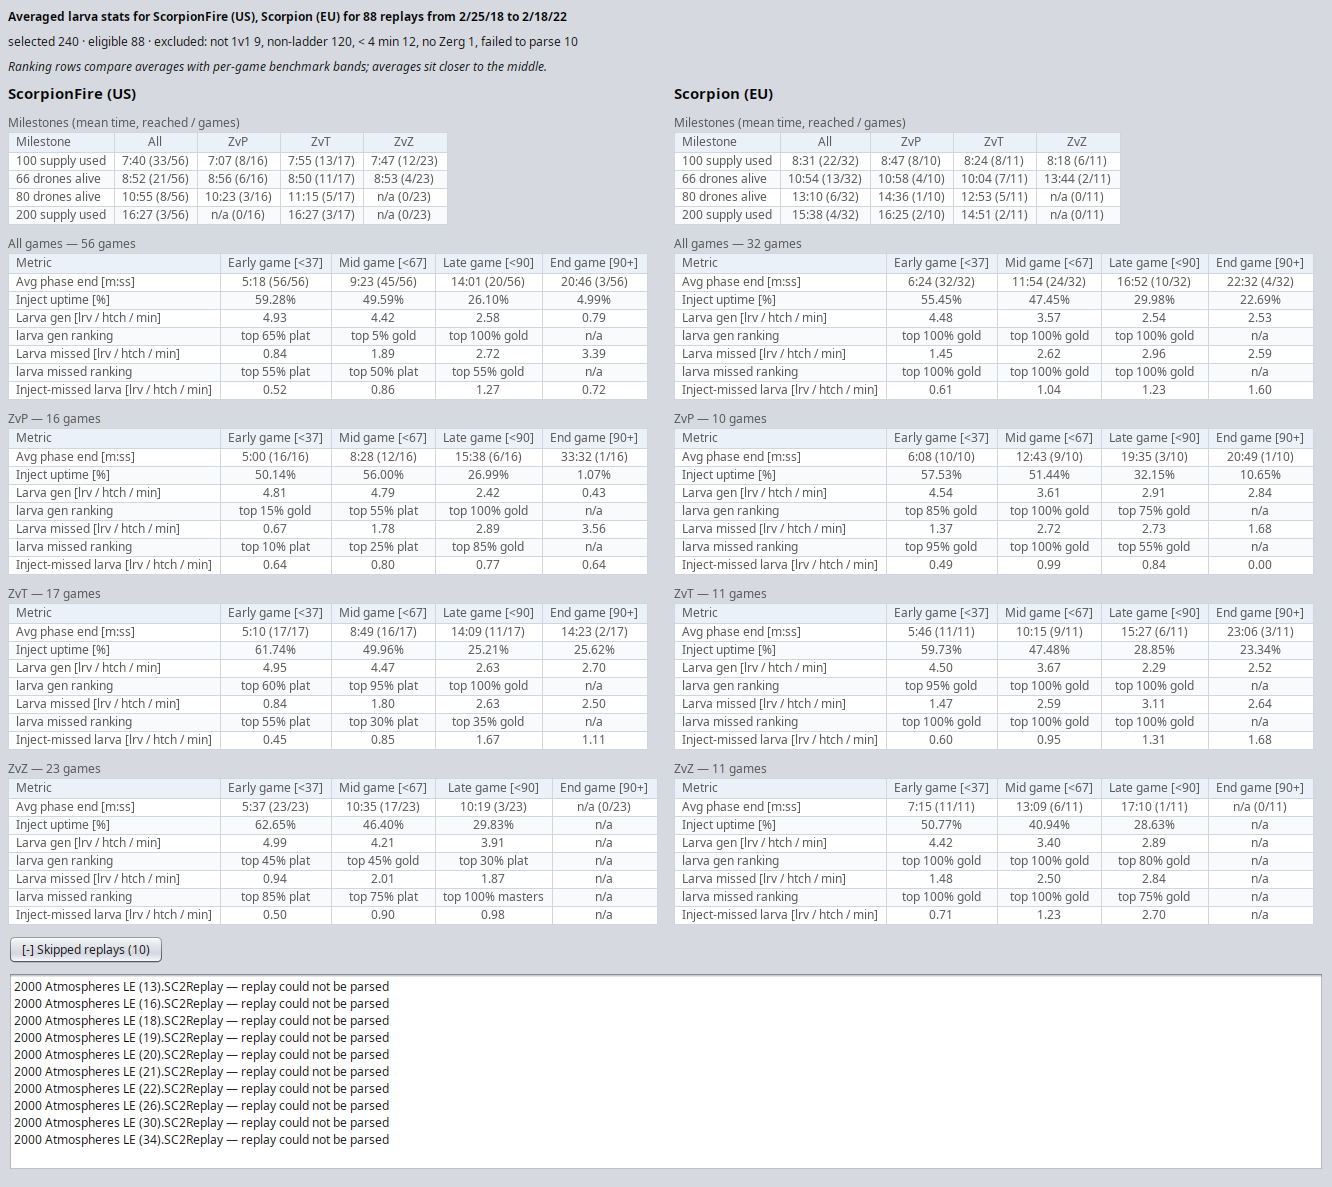 Averaged larva stats for ScorpionFire (US), Scorpion (EU) for 88 replays from 2/25/18 to 2/18/22
selected 240 · eligible 88 · excluded: not 1v1 9, non-ladder 120, < 4 min 12, no Zerg 1, failed to parse 10
Ranking rows compare averages with per-game benchmark bands; averages sit closer to the middle.
ScorpionFire (US)
Milestones (mean time, reached / games)
Milestone All ZvP ZvT ZvZ
100 supply used 7:40 (33/56) 7:07 (8/16) 7:55 (13/17) 7:47 (12/23)
66 drones alive 8:52 (21/56) 8:56 (6/16) 8:50 (11/17) 8:53 (4/23)
80 drones alive 10:55 (8/56) 10:23 (3/16) 11:15 (5/17) n/a (0/23)
200 supply used 16:27 (3/56) n/a (0/16) 16:27 (3/17) n/a (0/23)
All games — 56 games
Metric Early game [<37] Mid game [<67] Late game [<90] End game [90+]
Avg phase end [m:ss] 5:18 (56/56) 9:23 (45/56) 14:01 (20/56) 20:46 (3/56)
Inject uptime [%] 59.28% 49.59% 26.10% 4.99%
Larva gen [lrv / htch / min] 4.93 4.42 2.58 0.79
larva gen ranking top 65% plat top 5% gold top 100% gold n/a
Larva missed [lrv / htch / min] 0.84 1.89 2.72 3.39
larva missed ranking top 55% plat top 50% plat top 55% gold n/a
Inject-missed larva [lrv / htch / min] 0.52 0.86 1.27 0.72
ZvP — 16 games
Metric Early game [<37] Mid game [<67] Late game [<90] End game [90+]
Avg phase end [m:ss] 5:00 (16/16) 8:28 (12/16) 15:38 (6/16) 33:32 (1/16)
Inject uptime [%] 50.14% 56.00% 26.99% 1.07%
Larva gen [lrv / htch / min] 4.81 4.79 2.42 0.43
larva gen ranking top 15% gold top 55% plat top 100% gold n/a
Larva missed [lrv / htch / min] 0.67 1.78 2.89 3.56
larva missed ranking top 10% plat top 25% plat top 85% gold n/a
Inject-missed larva [lrv / htch / min] 0.64 0.80 0.77 0.64
ZvT — 17 games
Metric Early game [<37] Mid game [<67] Late game [<90] End game [90+]
Avg phase end [m:ss] 5:10 (17/17) 8:49 (16/17) 14:09 (11/17) 14:23 (2/17)
Inject uptime [%] 61.74% 49.96% 25.21% 25.62%
Larva gen [lrv / htch / min] 4.95 4.47 2.63 2.70
larva gen ranking top 60% plat top 95% plat top 100% gold n/a
Larva missed [lrv / htch / min] 0.84 1.80 2.63 2.50
larva missed ranking top 55% plat top 30% plat top 35% gold n/a
Inject-missed larva [lrv / htch / min] 0.45 0.85 1.67 1.11
ZvZ — 23 games
Metric Early game [<37] Mid game [<67] Late game [<90] End game [90+]
Avg phase end [m:ss] 5:37 (23/23) 10:35 (17/23) 10:19 (3/23) n/a (0/23)
Inject uptime [%] 62.65% 46.40% 29.83% n/a
Larva gen [lrv / htch / min] 4.99 4.21 3.91 n/a
larva gen ranking top 45% plat top 45% gold top 30% plat n/a
Larva missed [lrv / htch / min] 0.94 2.01 1.87 n/a
larva missed ranking top 85% plat top 75% plat top 100% masters n/a
Inject-missed larva [lrv / htch / min] 0.50 0.90 0.98 n/a
Scorpion (EU)
Milestones (mean time, reached / games)
Milestone All ZvP ZvT ZvZ
100 supply used 8:31 (22/32) 8:47 (8/10) 8:24 (8/11) 8:18 (6/11)
66 drones alive 10:54 (13/32) 10:58 (4/10) 10:04 (7/11) 13:44 (2/11)
80 drones alive 13:10 (6/32) 14:36 (1/10) 12:53 (5/11) n/a (0/11)
200 supply used 15:38 (4/32) 16:25 (2/10) 14:51 (2/11) n/a (0/11)
All games — 32 games
Metric Early game [<37] Mid game [<67] Late game [<90] End game [90+]
Avg phase end [m:ss] 6:24 (32/32) 11:54 (24/32) 16:52 (10/32) 22:32 (4/32)
Inject uptime [%] 55.45% 47.45% 29.98% 22.69%
Larva gen [lrv / htch / min] 4.48 3.57 2.54 2.53
larva gen ranking top 100% gold top 100% gold top 100% gold n/a
Larva missed [lrv / htch / min] 1.45 2.62 2.96 2.59
larva missed ranking top 100% gold top 100% gold top 100% gold n/a
Inject-missed larva [lrv / htch / min] 0.61 1.04 1.23 1.60
ZvP — 10 games
Metric Early game [<37] Mid game [<67] Late game [<90] End game [90+]
Avg phase end [m:ss] 6:08 (10/10) 12:43 (9/10) 19:35 (3/10) 20:49 (1/10)
Inject uptime [%] 57.53% 51.44% 32.15% 10.65%
Larva gen [lrv / htch / min] 4.54 3.61 2.91 2.84
larva gen ranking top 85% gold top 100% gold top 75% gold n/a
Larva missed [lrv / htch / min] 1.37 2.72 2.73 1.68
larva missed ranking top 95% gold top 100% gold top 55% gold n/a
Inject-missed larva [lrv / htch / min] 0.49 0.99 0.84 0.00
ZvT — 11 games
Metric Early game [<37] Mid game [<67] Late game [<90] End game [90+]
Avg phase end [m:ss] 5:46 (11/11) 10:15 (9/11) 15:27 (6/11) 23:06 (3/11)
Inject uptime [%] 59.73% 47.48% 28.85% 23.34%
Larva gen [lrv / htch / min] 4.50 3.67 2.29 2.52
larva gen ranking top 95% gold top 100% gold top 100% gold n/a
Larva missed [lrv / htch / min] 1.47 2.59 3.11 2.64
larva missed ranking top 100% gold top 100% gold top 100% gold n/a
Inject-missed larva [lrv / htch / min] 0.60 0.95 1.31 1.68
ZvZ — 11 games
Metric Early game [<37] Mid game [<67] Late game [<90] End game [90+]
Avg phase end [m:ss] 7:15 (11/11) 13:09 (6/11) 17:10 (1/11) n/a (0/11)
Inject uptime [%] 50.77% 40.94% 28.63% n/a
Larva gen [lrv / htch / min] 4.42 3.40 2.89 n/a
larva gen ranking top 100% gold top 100% gold top 80% gold n/a
Larva missed [lrv / htch / min] 1.48 2.50 2.84 n/a
larva missed ranking top 100% gold top 100% gold top 75% gold n/a
Inject-missed larva [lrv / htch / min] 0.71 1.23 2.70 n/a
[-] Skipped replays (10)
2000 Atmospheres LE (13).SC2Replay — replay could not be parsed
2000 Atmospheres LE (16).SC2Replay — replay could not be parsed
2000 Atmospheres LE (18).SC2Replay — replay could not be parsed
2000 Atmospheres LE (19).SC2Replay — replay could not be parsed
2000 Atmospheres LE (20).SC2Replay — replay could not be parsed
2000 Atmospheres LE (21).SC2Replay — replay could not be parsed
2000 Atmospheres LE (22).SC2Replay — replay could not be parsed
2000 Atmospheres LE (26).SC2Replay — replay could not be parsed
2000 Atmospheres LE (30).SC2Replay — replay could not be parsed
2000 Atmospheres LE (34).SC2Replay — replay could not be parsed